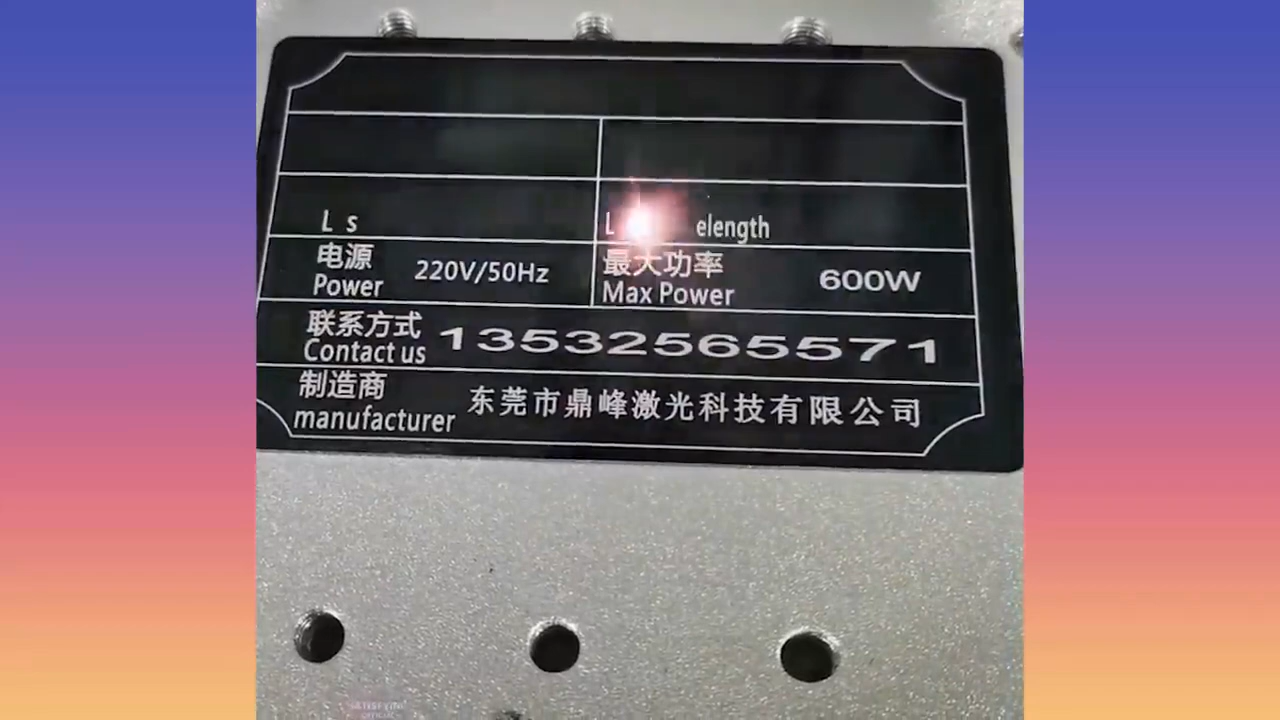 L s
L elength
电源
Power
220V/50Hz
最大功率
Max Power
600W
联系方式
Contact us
13532565571
制造商
manufacturer
东莞市鼎峰激光科技有限公司